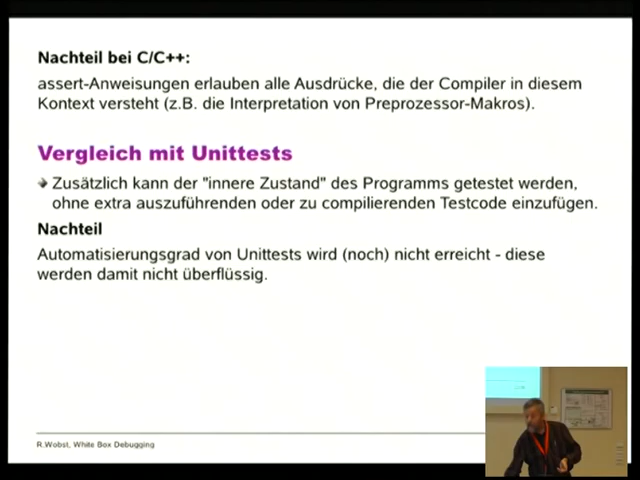 Nachteil bei C/C++:
assert-Anweisungen erlauben alle Ausdrücke, die der Compiler in diesem
Kontext versteht (z.B. die Interpretation von Preprozessor-Makros).
Vergleich mit Unittests
Zusätzlich kann der "innere Zustand" des Programms getestet werden,
ohne extra auszuführenden oder zu compilierenden Testcode einzufügen.
Nachteil
Automatisierungsgrad von Unittests wird (noch) nicht erreicht - diese
werden damit nicht überflüssig.
R.Wobst, White Box Debugging